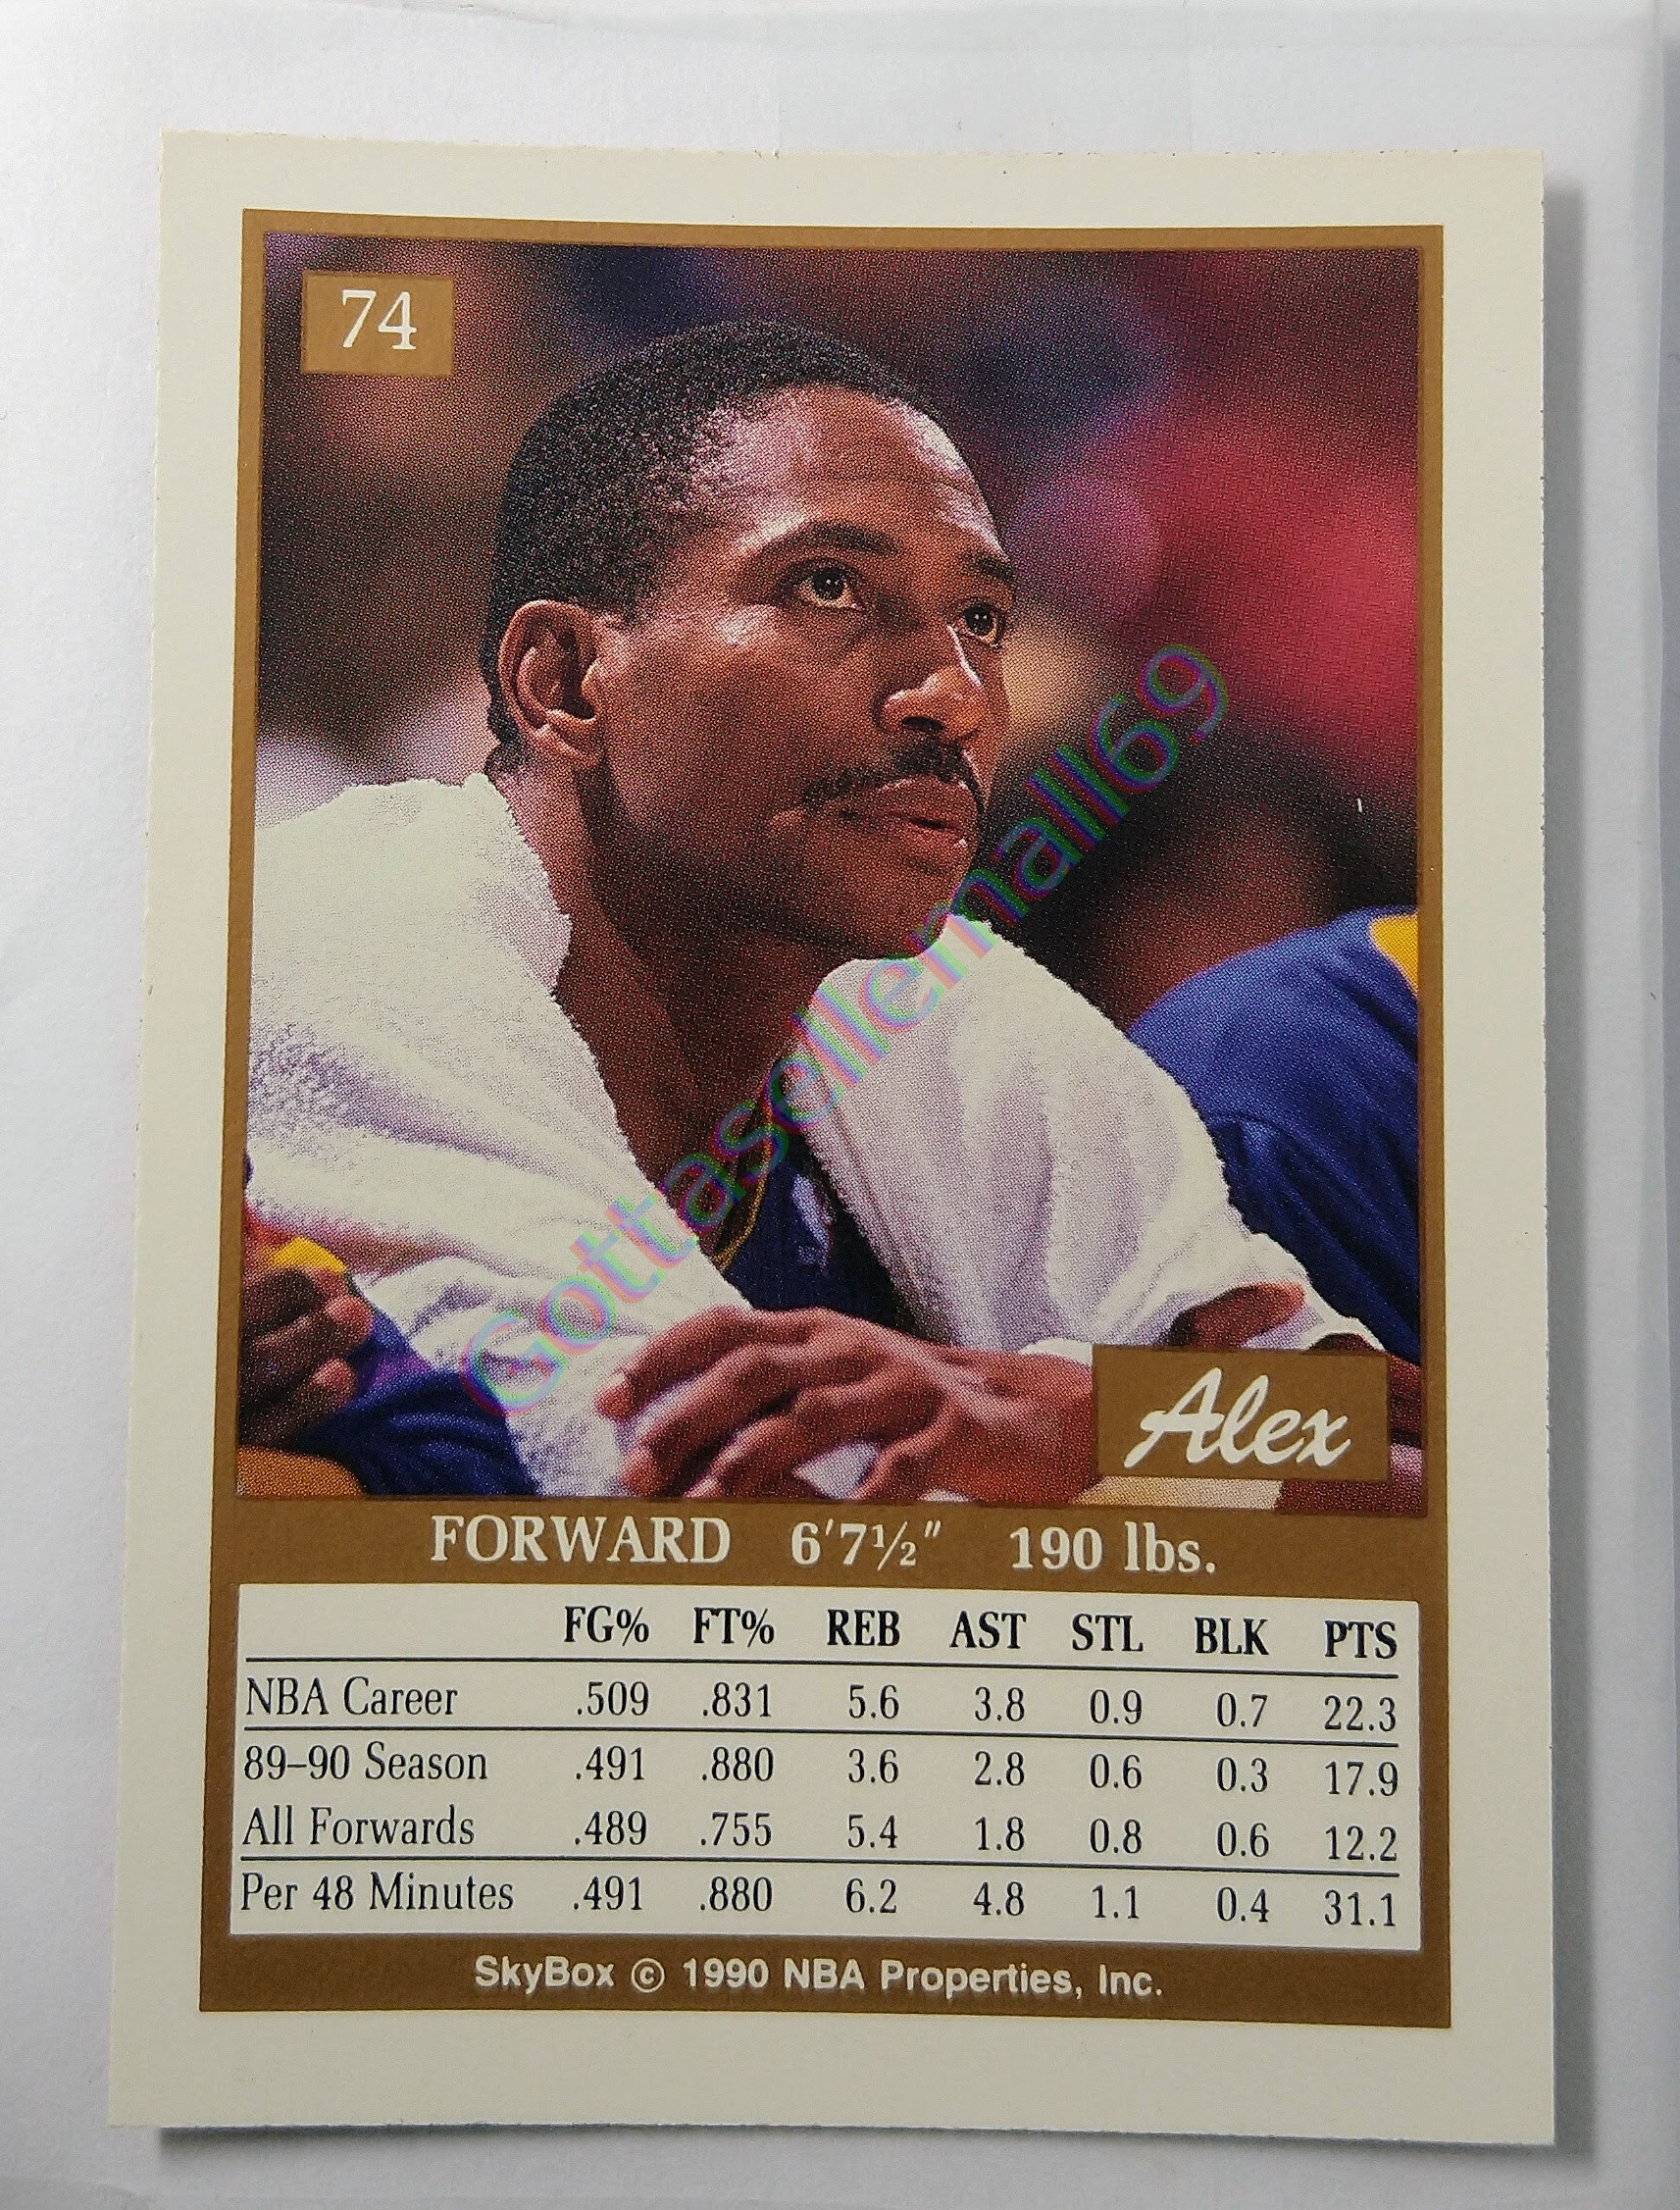 74
Gottasellemall69
Alex
FORWARD 6'7½" 190 lbs.
FG% FT% REB AST STL BLK PTS
NBA Career .509 .831 5.6 3.8 0.9 0.7 22.3
89–90 Season .491 .880 3.6 2.8 0.6 0.3 17.9
All Forwards .489 .755 5.4 1.8 0.8 0.6 12.2
Per 48 Minutes .491 .880 6.2 4.8 1.1 0.4 31.1
SkyBox © 1990 NBA Properties, Inc.